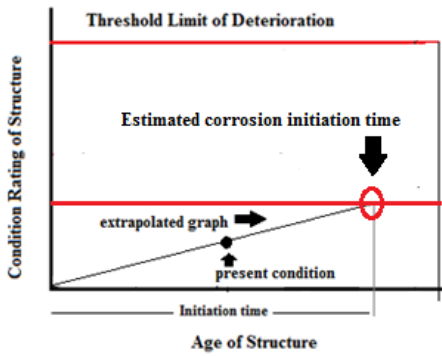 Threshold Limit of Deterioration
Condition Rating of Structure
Estimated corrosion initiation time
extrapolated graph
present condition
Initiation time
Age of Structure